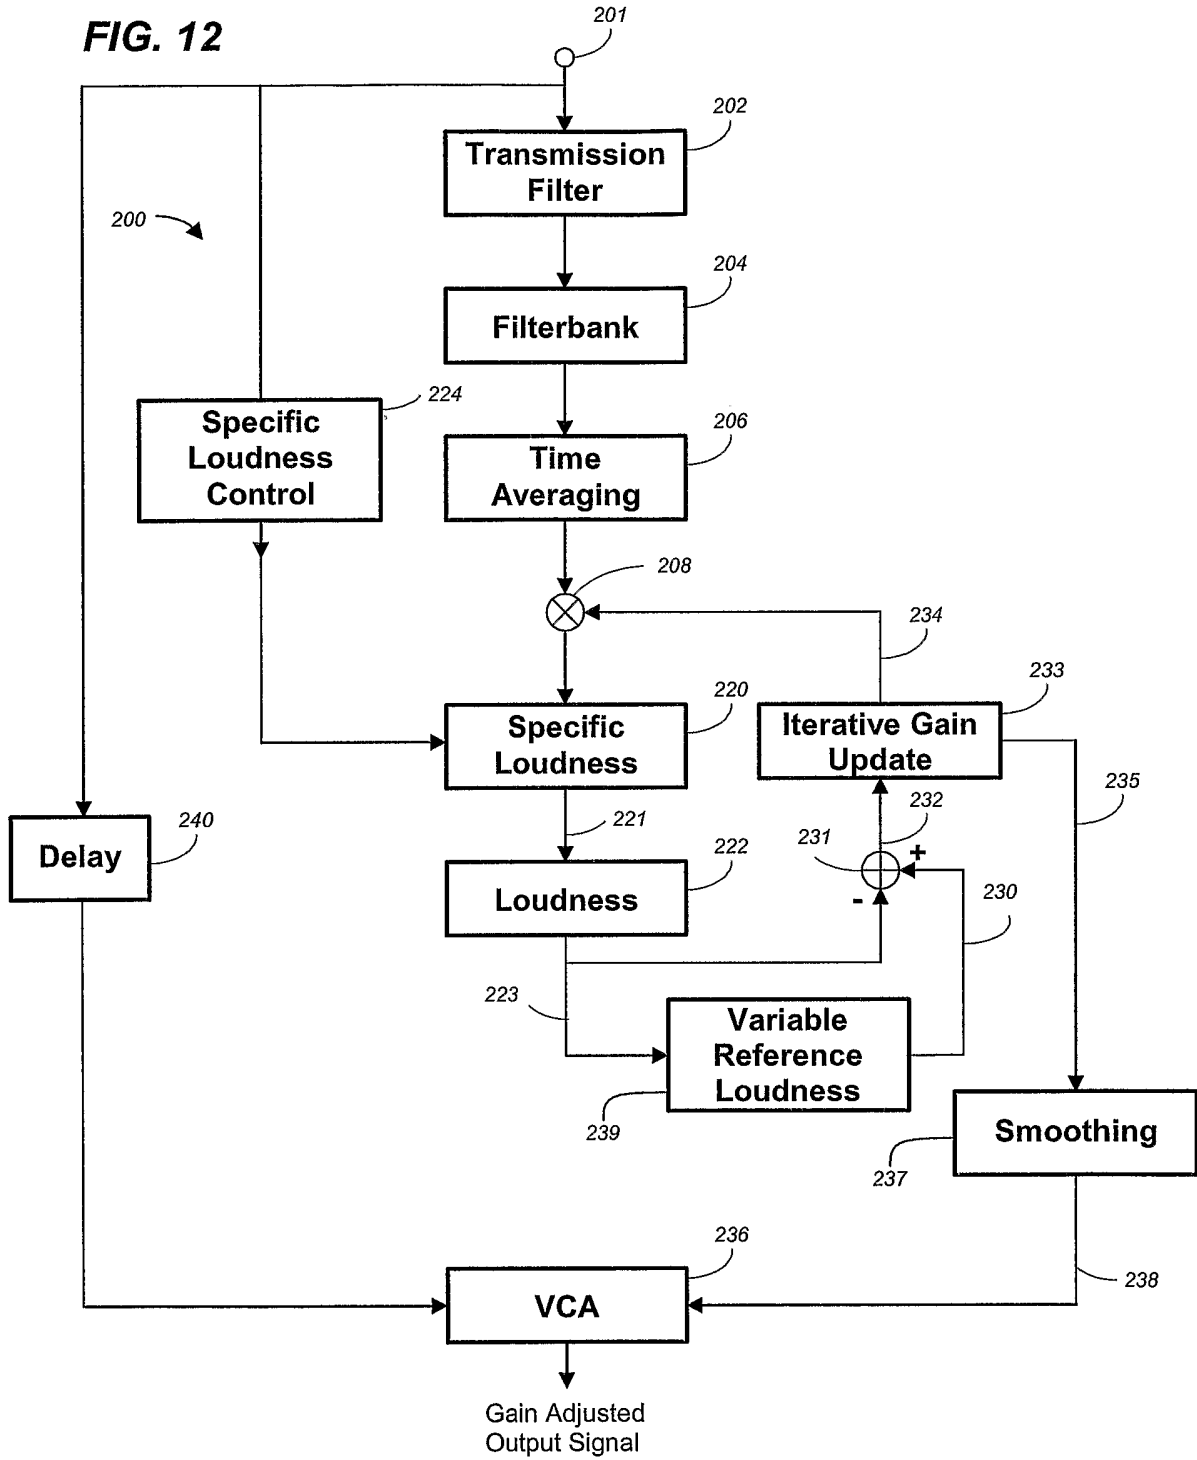 FIG. 12
201
202
Transmission
Filter
200
204
Filterbank
224
Specific
Loudness
Control
206
Time
Averaging
208
234
220
Specific
Loudness
233
Iterative Gain
Update
221
232
235
240
Delay
231
+
222
Loudness
-
230
223
Variable
Reference
Loudness
239
Smoothing
237
236
VCA
238
Gain Adjusted
Output Signal